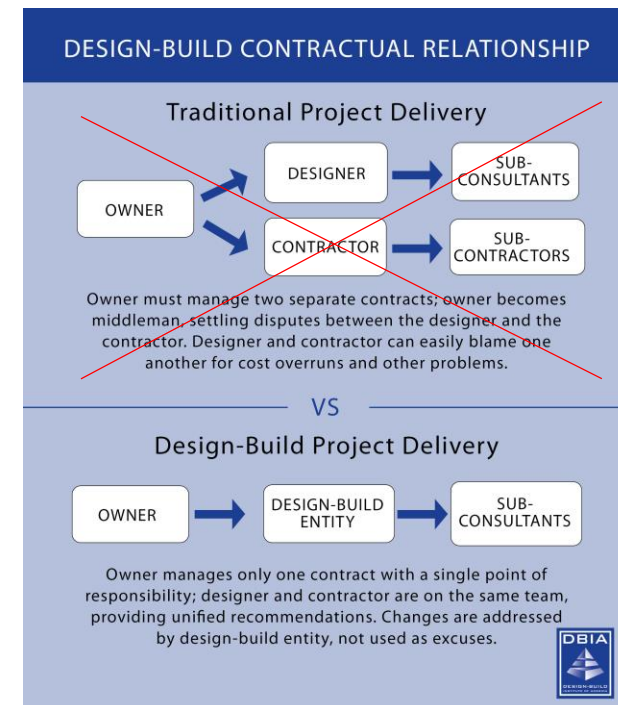 DESIGN-BUILD CONTRACTUAL RELATIONSHIP
Traditional Project Delivery
OWNER
DESIGNER
SUB-
CONSULTANTS
CONTRACTOR
SUB-
CONTRACTORS
Owner must manage two separate contracts; owner becomes
middleman, settling disputes between the designer and the
contractor. Designer and contractor can easily blame one
another for cost overruns and other problems.
VS
Design-Build Project Delivery
OWNER
DESIGN-BUILD
ENTITY
SUB-
CONSULTANTS
Owner manages only one contract with a single point of
responsibility; designer and contractor are on the same team,
providing unified recommendations. Changes are addressed
by design-build entity, not used as excuses.
DBIA
DESIGN-BUILD